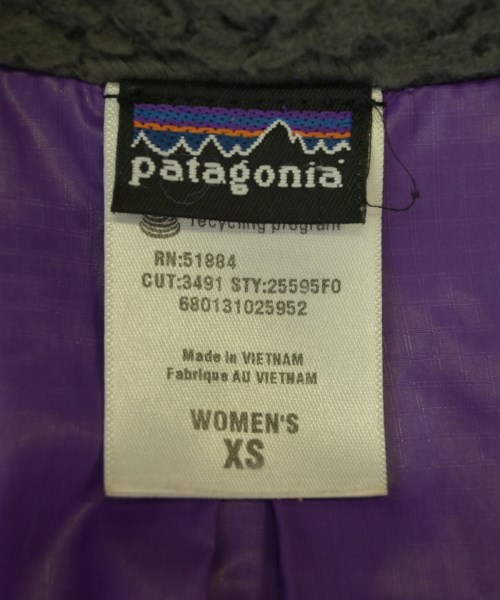 patagonia
recycling program
RN:51884
CUT:3491 STY:25595F0
680131025952
Made in VIETNAM
Fabrique AU VIETNAM
WOMEN'S
XS